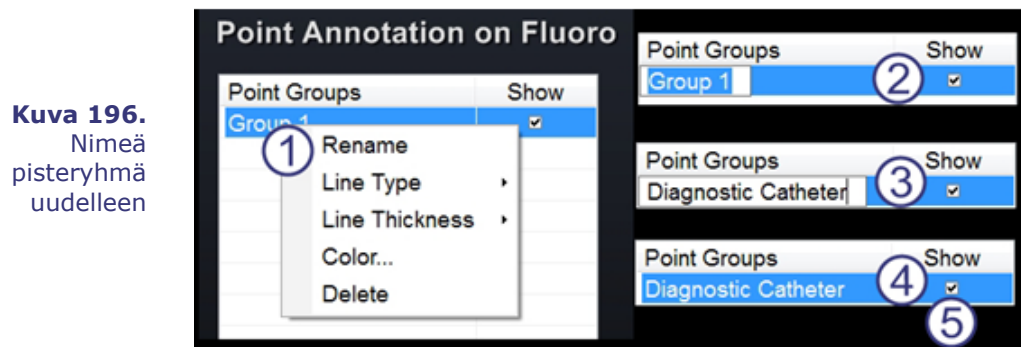 Kuva 196.
Nimeä
pisteryhmä
uudelleen
Point Annotation on Fluoro
Point Groups Show
Group 1
1
Rename
Line Type
Line Thickness
Color...
Delete
Point Groups Show
Group 1 2
Point Groups Show
Diagnostic Catheter 3
Point Groups Show
Diagnostic Catheter 4
5